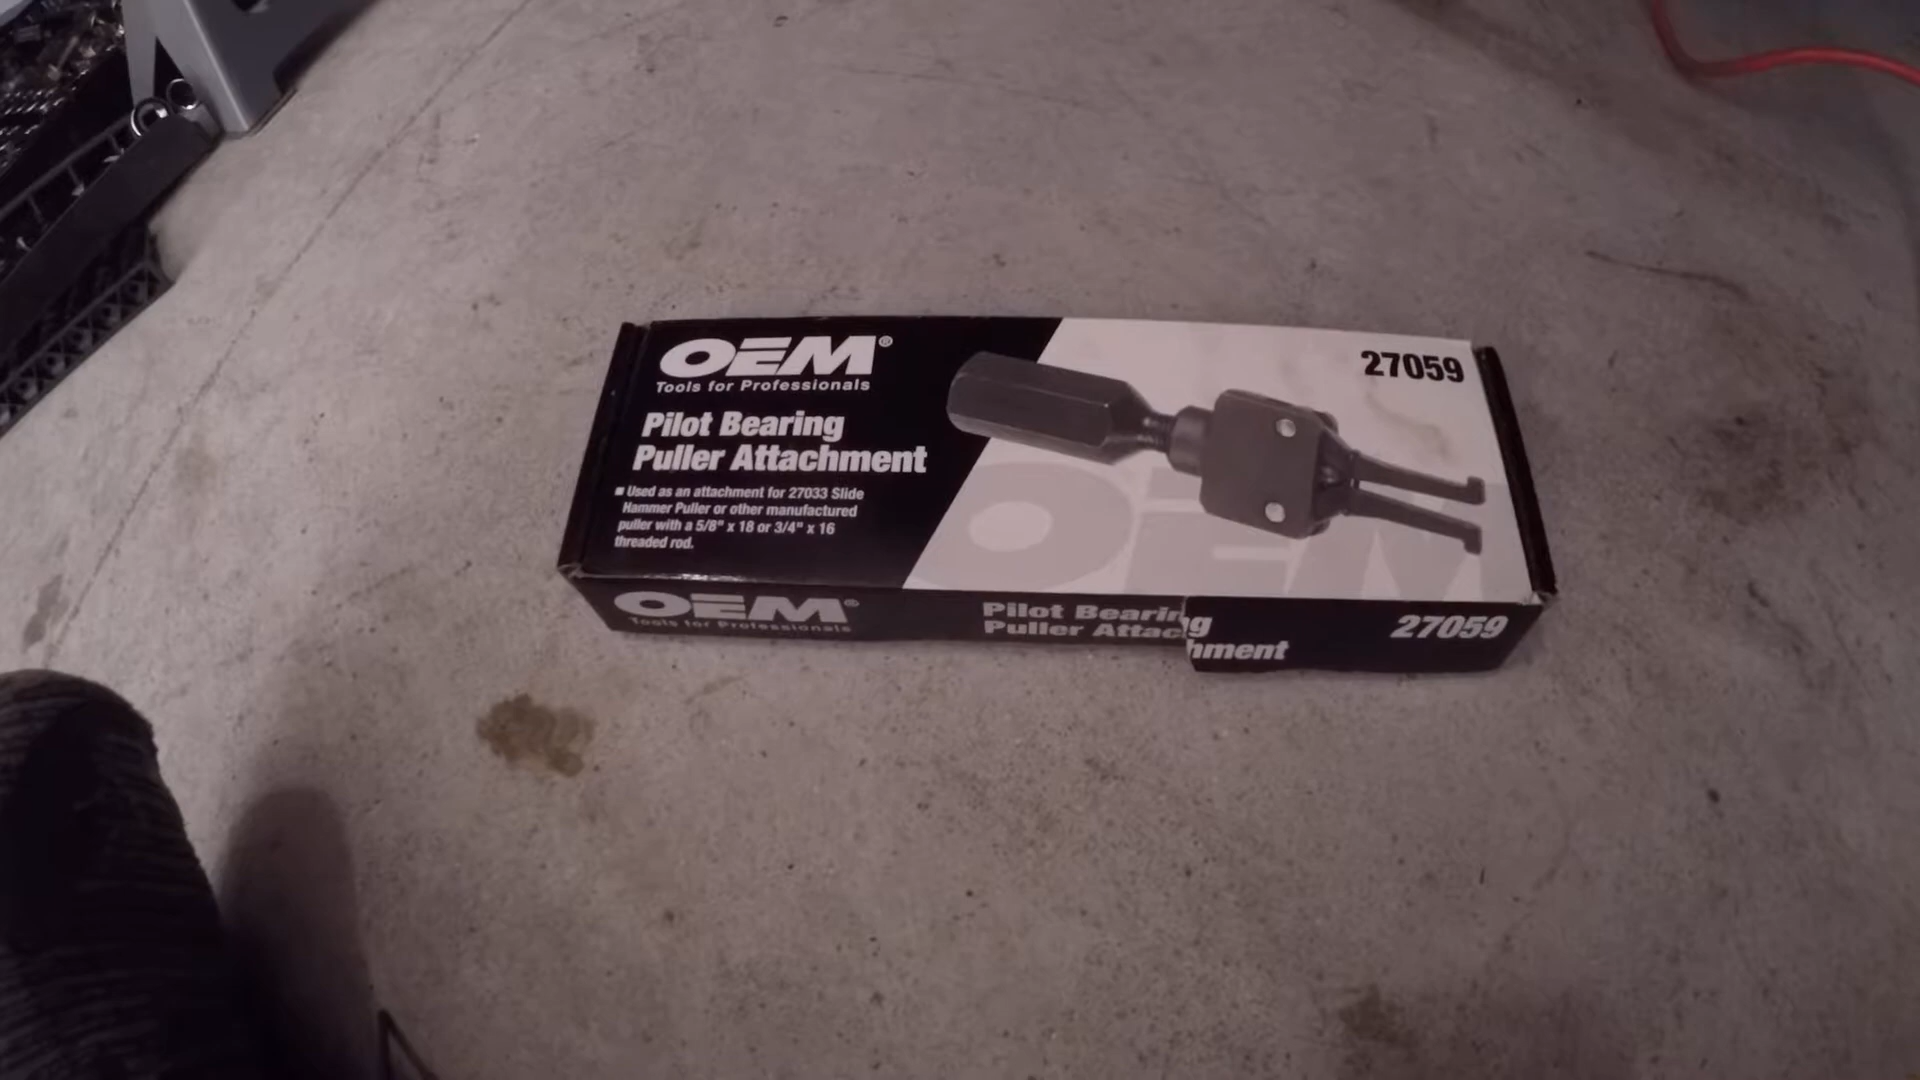 OEM®
Tools for Professionals
Pilot Bearing
Puller Attachment
▪ Used as an attachment for 27033 Slide
Hammer Puller or other manufactured
puller with a 5/8" x 18 or 3/4" x 16
threaded rod.
27059
OEM
OEM®
Tools for Professionals
Pilot Bearing
Puller Attachment
27059